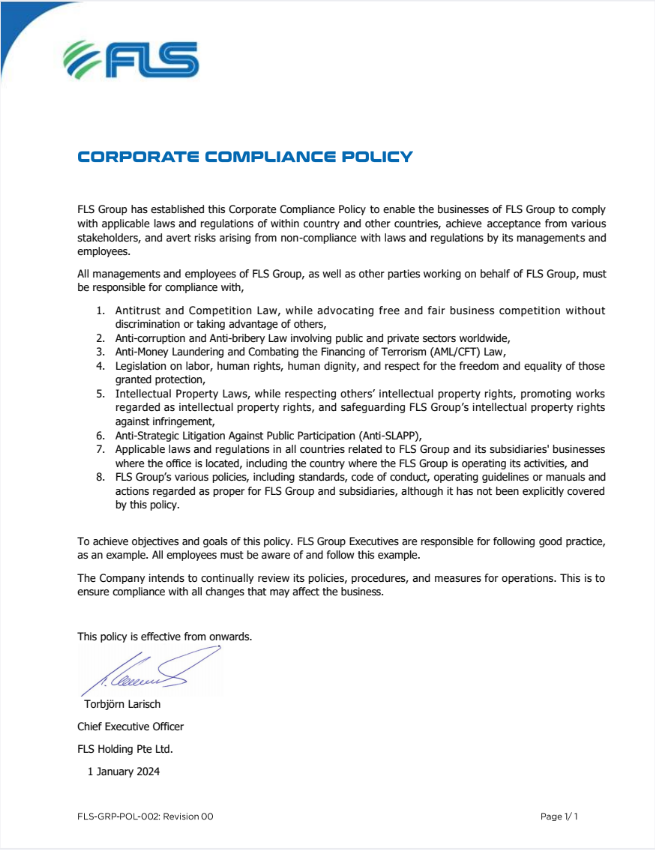 FLS
CORPORATE COMPLIANCE POLICY
FLS Group has established this Corporate Compliance Policy to enable the businesses of FLS Group to comply
with applicable laws and regulations of within country and other countries, achieve acceptance from various
stakeholders, and avert risks arising from non-compliance with laws and regulations by its managements and
employees.
All managements and employees of FLS Group, as well as other parties working on behalf of FLS Group, must
be responsible for compliance with,
1. Antitrust and Competition Law, while advocating free and fair business competition without
discrimination or taking advantage of others,
2. Anti-corruption and Anti-bribery Law involving public and private sectors worldwide,
3. Anti-Money Laundering and Combating the Financing of Terrorism (AML/CFT) Law,
4. Legislation on labor, human rights, human dignity, and respect for the freedom and equality of those
granted protection,
5. Intellectual Property Laws, while respecting others’ intellectual property rights, promoting works
regarded as intellectual property rights, and safeguarding FLS Group’s intellectual property rights
against infringement,
6. Anti-Strategic Litigation Against Public Participation (Anti-SLAPP),
7. Applicable laws and regulations in all countries related to FLS Group and its subsidiaries' businesses
where the office is located, including the country where the FLS Group is operating its activities, and
8. FLS Group’s various policies, including standards, code of conduct, operating guidelines or manuals and
actions regarded as proper for FLS Group and subsidiaries, although it has not been explicitly covered
by this policy.
To achieve objectives and goals of this policy. FLS Group Executives are responsible for following good practice,
as an example. All employees must be aware of and follow this example.
The Company intends to continually review its policies, procedures, and measures for operations. This is to
ensure compliance with all changes that may affect the business.
This policy is effective from onwards.
Torbjörn Larisch
Chief Executive Officer
FLS Holding Pte Ltd.
1 January 2024
FLS-GRP-POL-002: Revision 00
Page 1/ 1